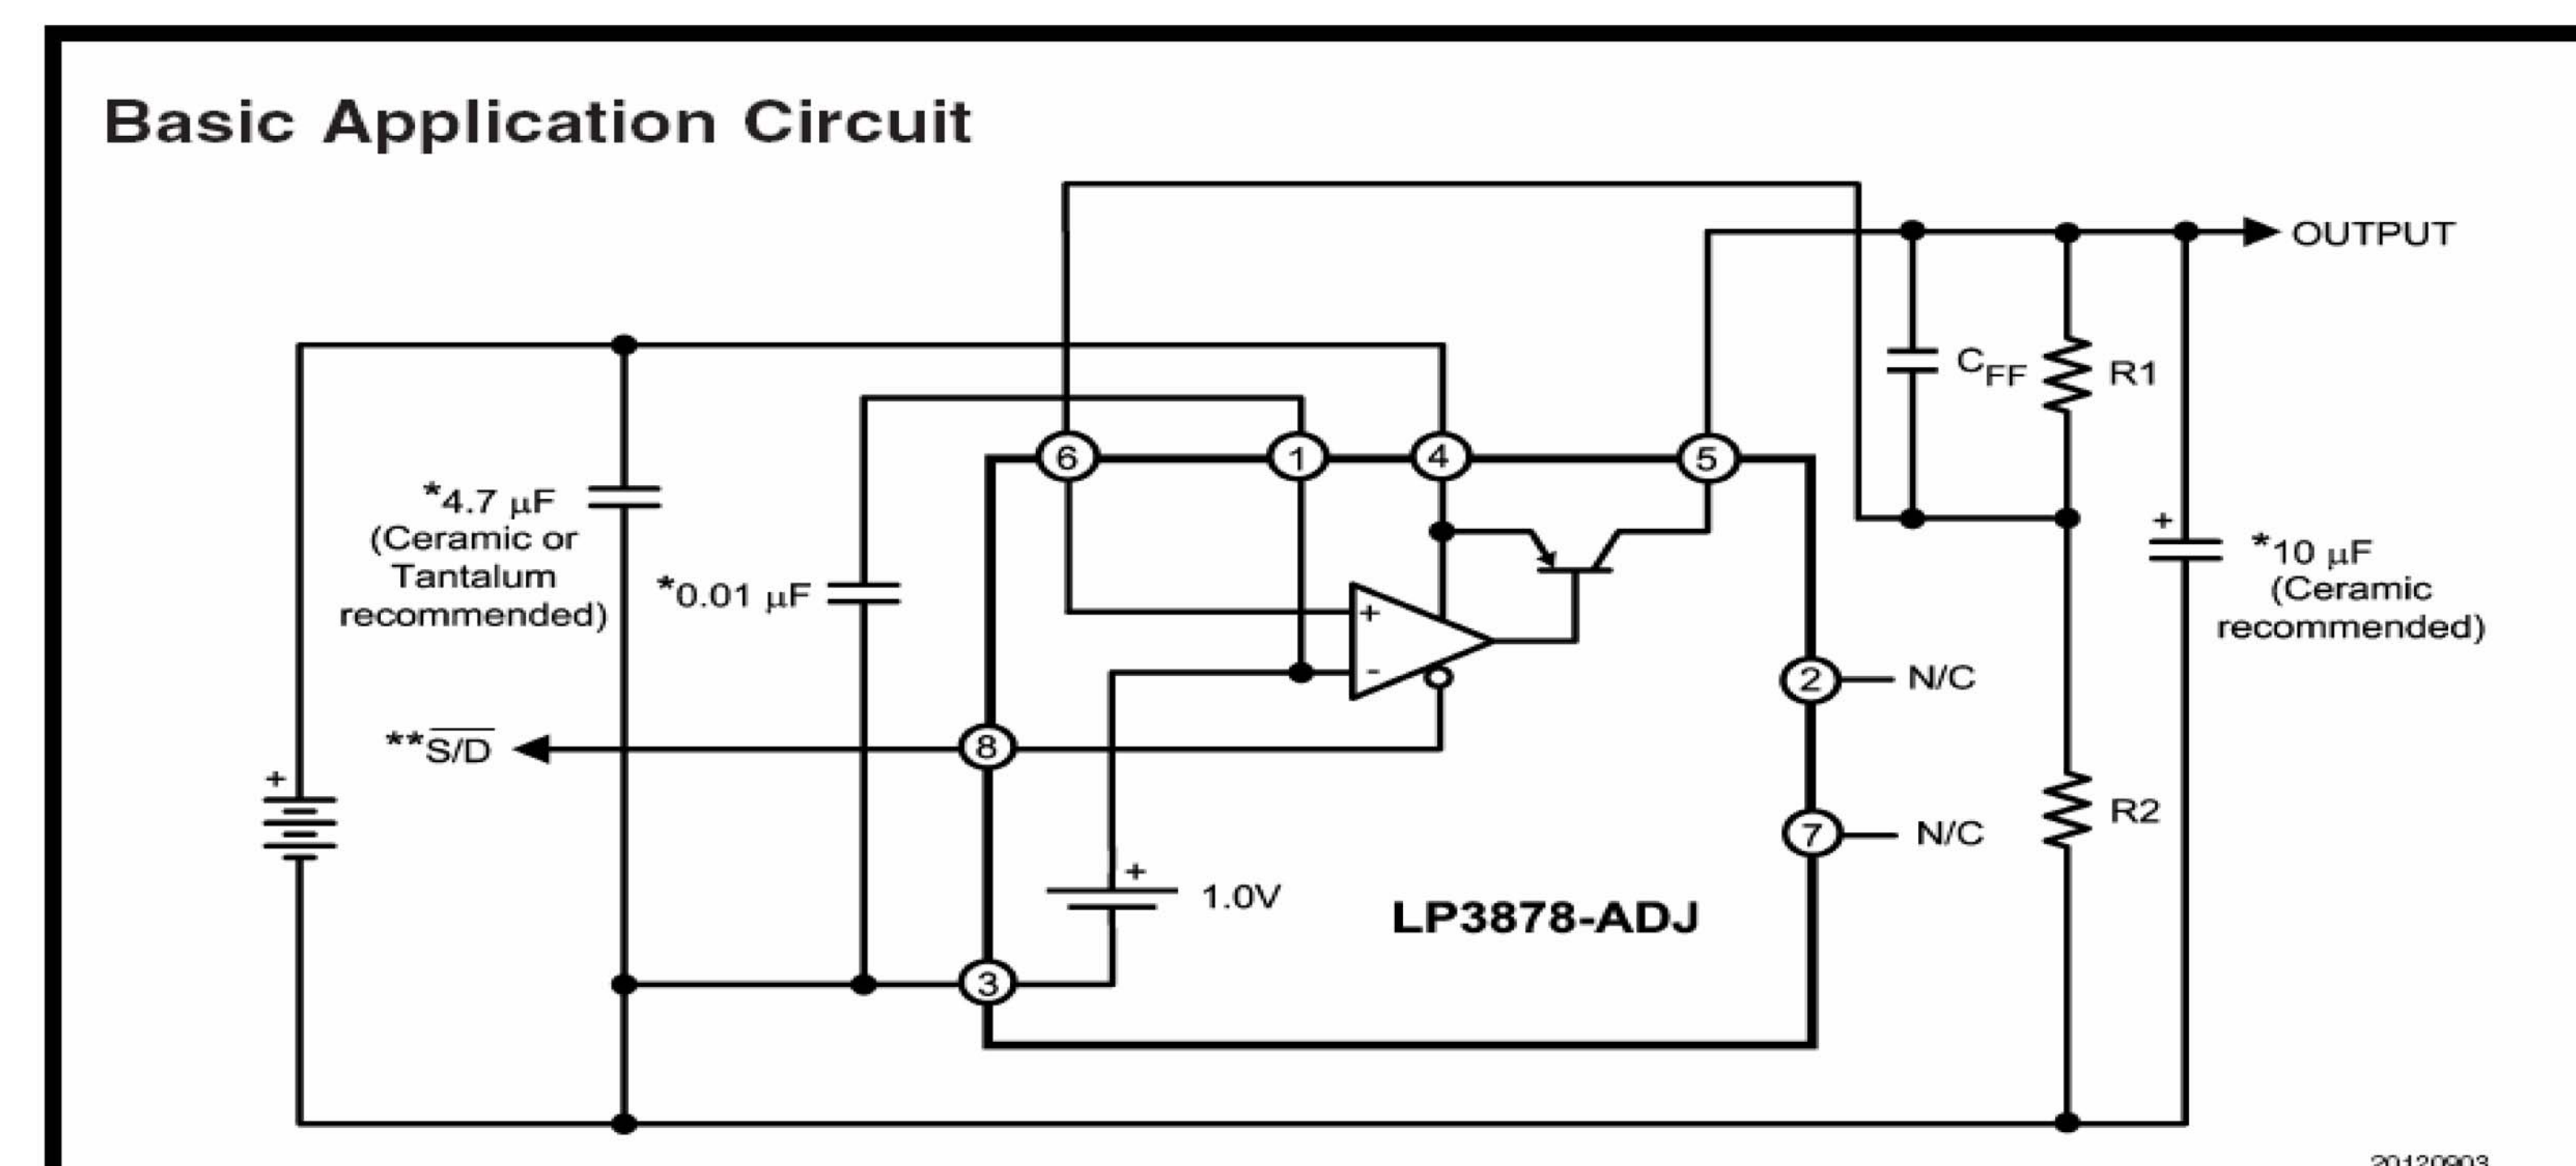 Basic Application Circuit
OUTPUT
CFF
R1
6
1
4
5
*4.7 µF
(Ceramic or
Tantalum
recommended)
*0.01 µF
+
*10 µF
(Ceramic
recommended)
+
-
2
N/C
**S/D
8
+
R2
7
N/C
+
1.0V
LP3878-ADJ
3
20120903